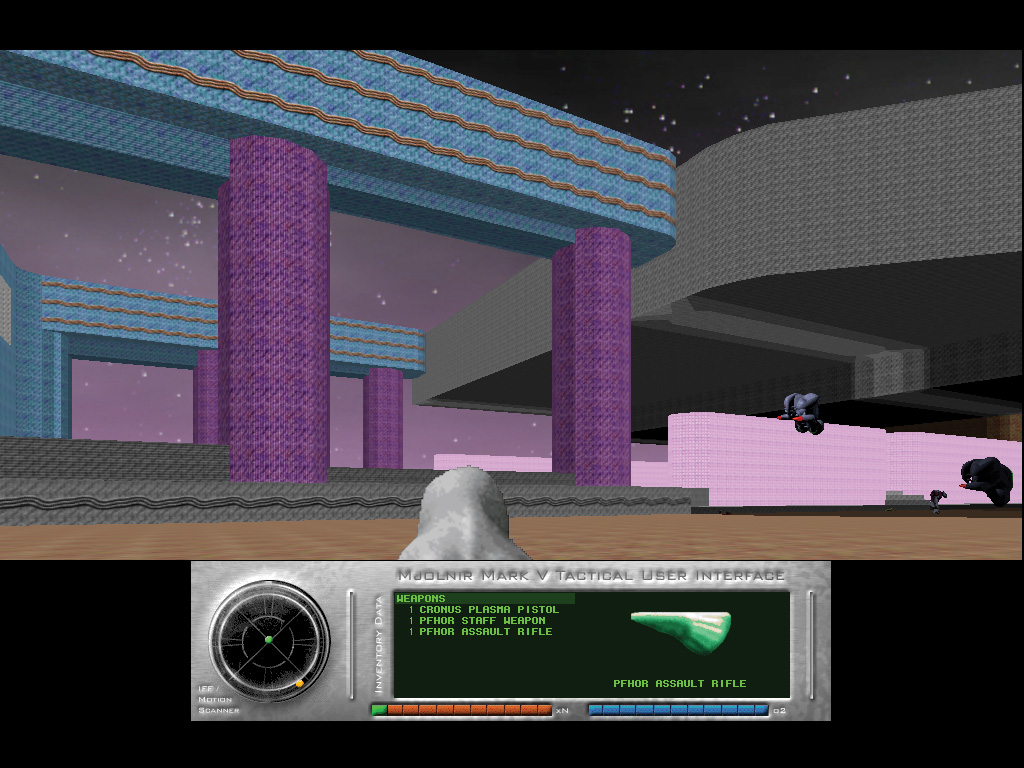 Mjolnir Mark V Tactical User Interface
Inventory Data
WEAPONS
1 CRONUS PLASMA PISTOL
1 PFHOR STAFF WEAPON
1 PFHOR ASSAULT RIFLE
PFHOR ASSAULT RIFLE
IFF /
Motion
Scanner
xN
o2